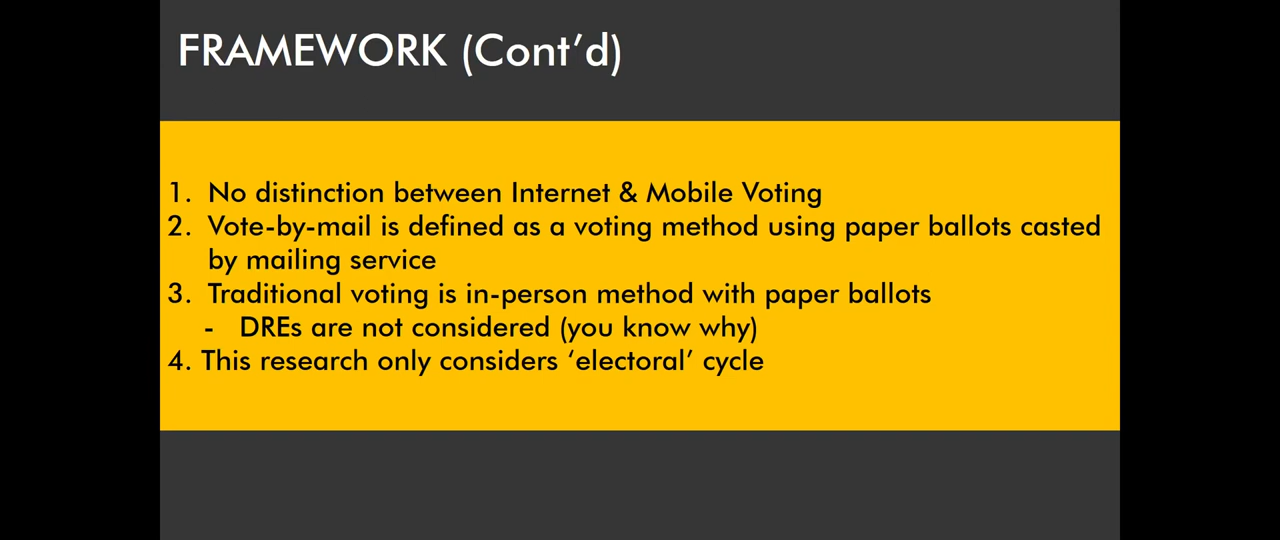 FRAMEWORK (Cont’d)
1. No distinction between Internet & Mobile Voting
2. Vote-by-mail is defined as a voting method using paper ballots casted
by mailing service
3. Traditional voting is in-person method with paper ballots
- DREs are not considered (you know why)
4. This research only considers ‘electoral’ cycle